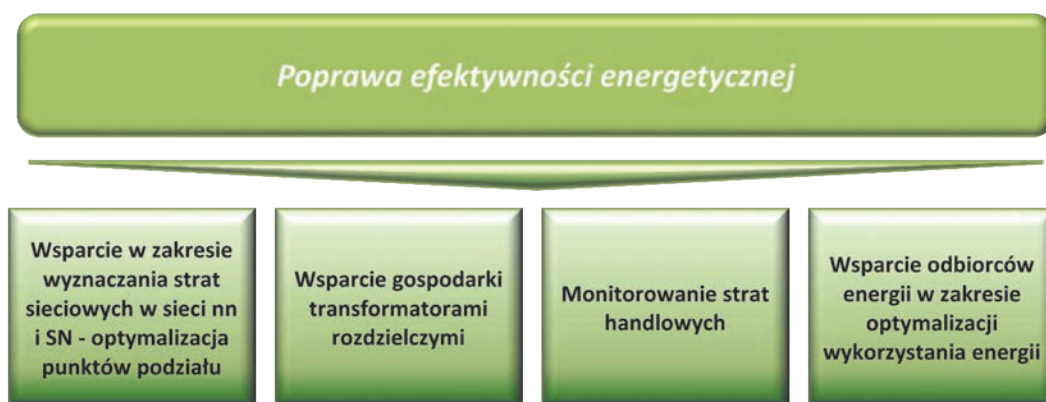 Poprawa efektywności energetycznej
Wsparcie w zakresie
wyznaczania strat
sieciowych w sieci nn
i SN - optymalizacja
punktów podziału
Wsparcie gospodarki
transformatorami
rozdzielczymi
Monitorowanie strat
handlowych
Wsparcie odbiorców
energii w zakresie
optymalizacji
wykorzystania energii